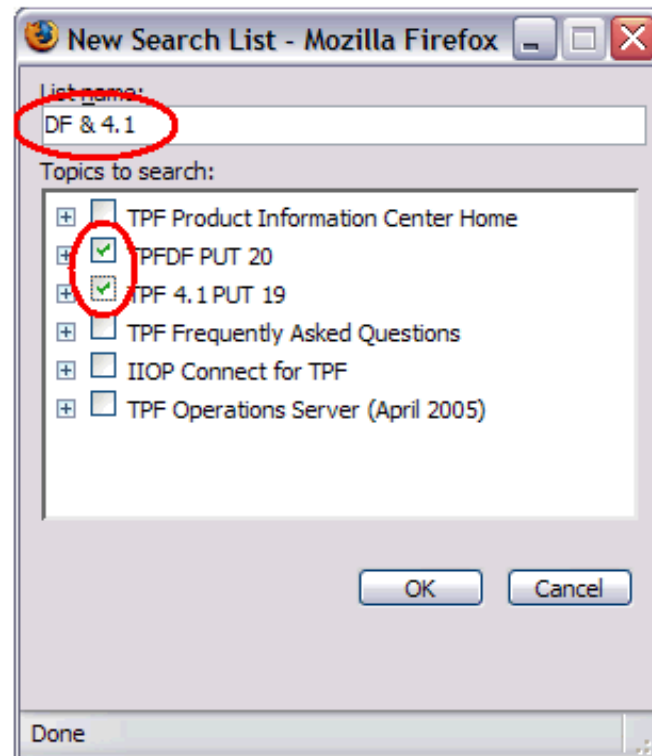 New Search List - Mozilla Firefox
List name:
DF & 4.1
Topics to search:
TPF Product Information Center Home
TPFDF PUT 20
TPF 4.1 PUT 19
TPF Frequently Asked Questions
IIOP Connect for TPF
TPF Operations Server (April 2005)
OK Cancel
Done